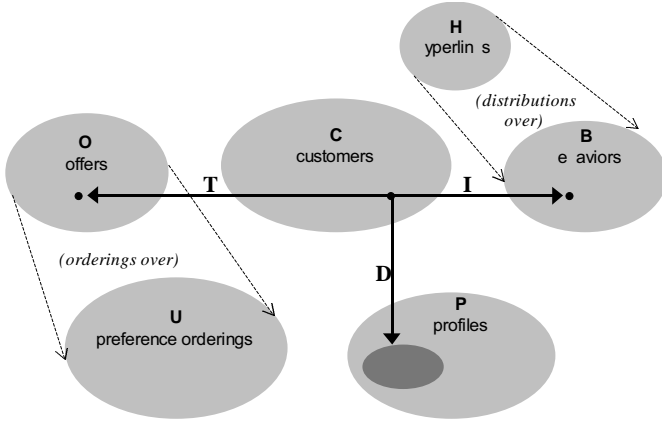 H
yperlin s
(distributions
over)
O
offers
C
customers
B
e aviors
T
I
(orderings over)
D
U
preference orderings
P
profiles